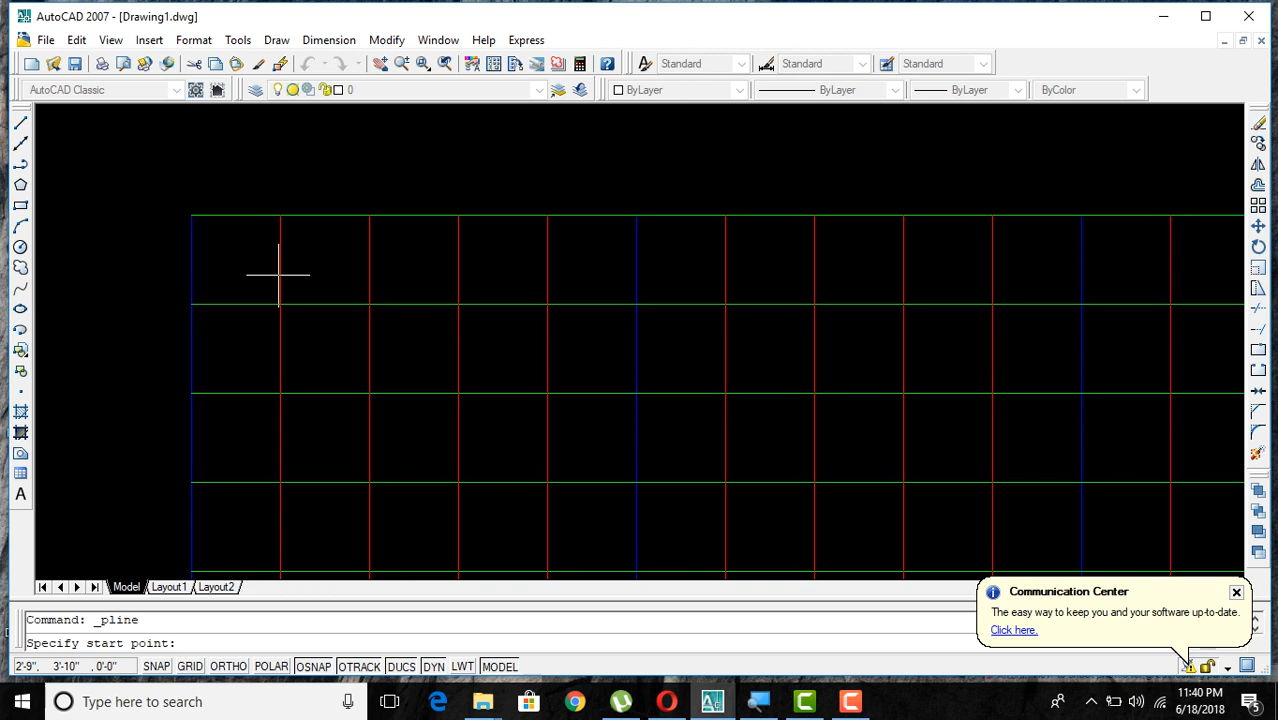 AutoCAD 2007 - [Drawing1.dwg]
File Edit View Insert Format Tools Draw Dimension Modify Window Help Express
Standard Standard Standard
AutoCAD Classic 0 ByLayer ByLayer ByLayer ByColor
A
Model Layout1 Layout2
Communication Center
The easy way to keep you and your software up-to-date.
Click here.
Command: _pline
Specify start point:
2'-9", 3'-10" ,0'-0" SNAP GRID ORTHO POLAR OSNAP OTRACK DUCS DYN LWT MODEL
Type here to search
11:40 PM
6/18/2018
5